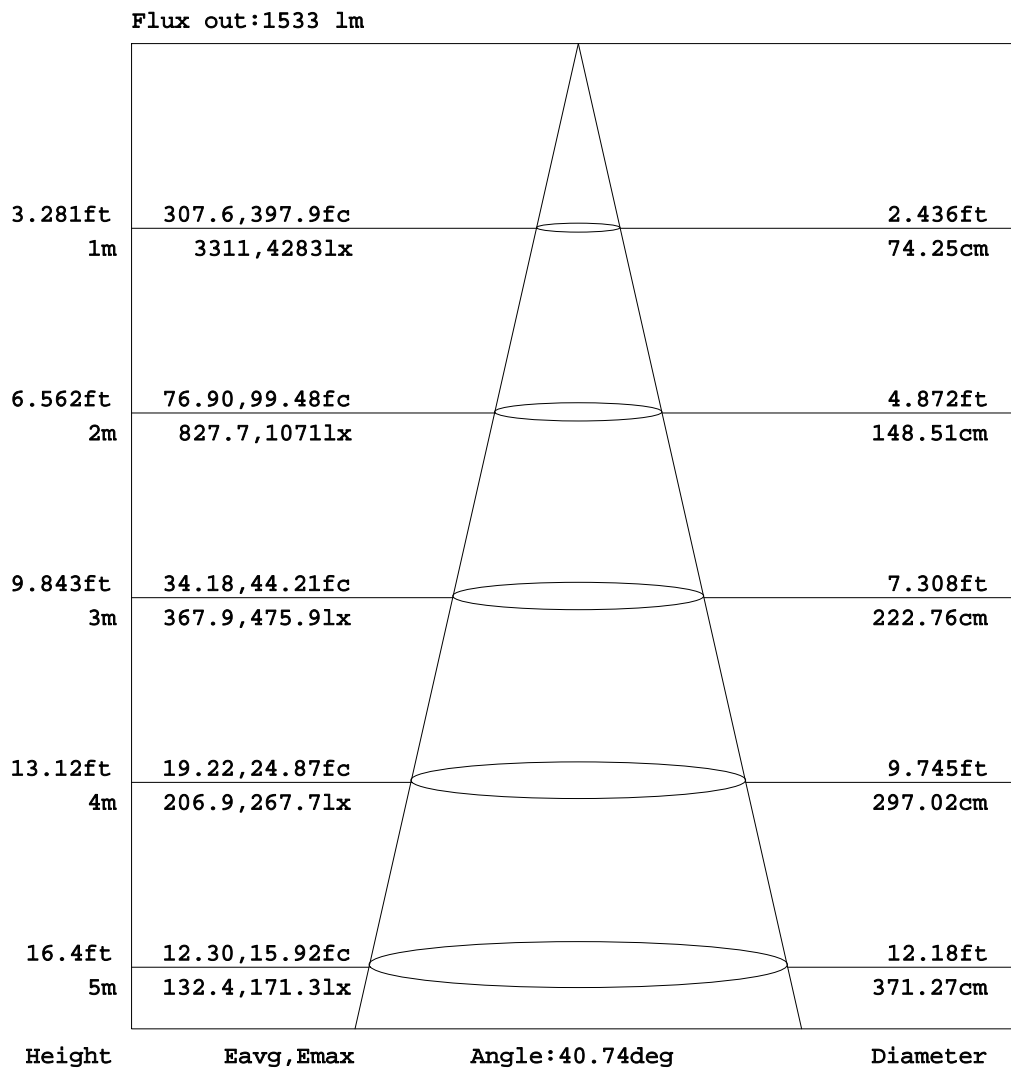 Flux out:1533 lm
3.281ft 307.6,397.9fc 2.436ft
1m 3311,4283lx 74.25cm
6.562ft 76.90,99.48fc 4.872ft
2m 827.7,1071lx 148.51cm
9.843ft 34.18,44.21fc 7.308ft
3m 367.9,475.9lx 222.76cm
13.12ft 19.22,24.87fc 9.745ft
4m 206.9,267.7lx 297.02cm
16.4ft 12.30,15.92fc 12.18ft
5m 132.4,171.3lx 371.27cm
Height Eavg,Emax Angle:40.74deg Diameter